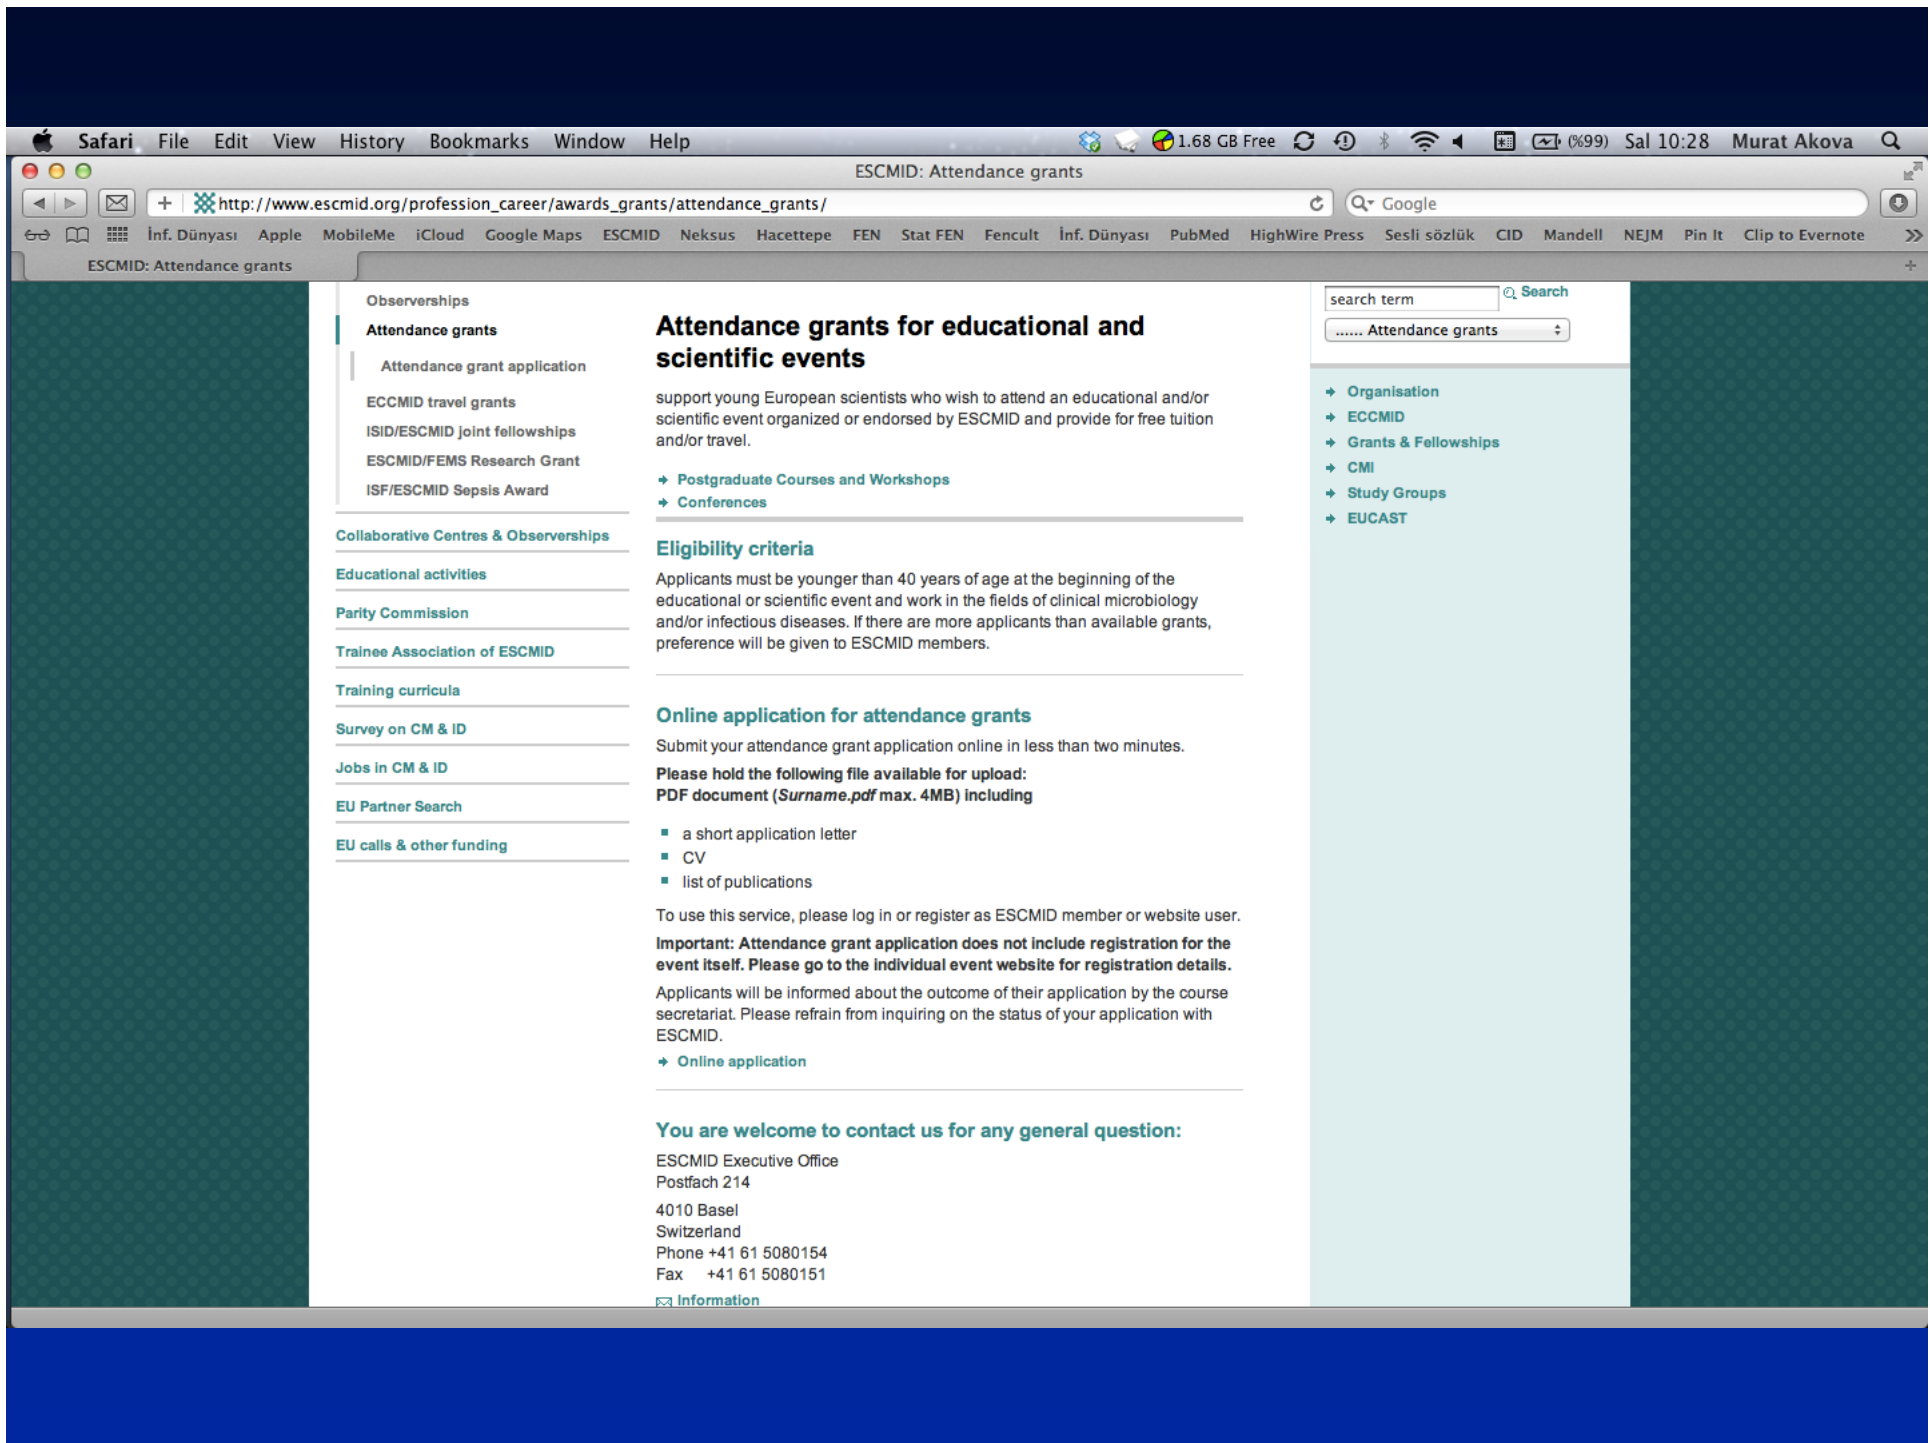 Safari File Edit View History Bookmarks Window Help 1.68 GB Free (%99) Sal 10:28 Murat Akova
ESCMID: Attendance grants
http://www.escmid.org/profession_career/awards_grants/attendance_grants/ Google
İnf. Dünyası Apple MobileMe iCloud Google Maps ESCMID Neksus Hacettepe FEN Stat FEN Fencult İnf. Dünyası PubMed HighWire Press Sesli sözlük CID Mandell NEJM Pin It Clip to Evernote
ESCMID: Attendance grants
Observerships
Attendance grants
Attendance grant application
ECCMID travel grants
ISID/ESCMID joint fellowships
ESCMID/FEMS Research Grant
ISF/ESCMID Sepsis Award
Collaborative Centres & Observerships
Educational activities
Parity Commission
Trainee Association of ESCMID
Training curricula
Survey on CM & ID
Jobs in CM & ID
EU Partner Search
EU calls & other funding
Attendance grants for educational and
scientific events
support young European scientists who wish to attend an educational and/or
scientific event organized or endorsed by ESCMID and provide for free tuition
and/or travel.
Postgraduate Courses and Workshops
Conferences
Eligibility criteria
Applicants must be younger than 40 years of age at the beginning of the
educational or scientific event and work in the fields of clinical microbiology
and/or infectious diseases. If there are more applicants than available grants,
preference will be given to ESCMID members.
Online application for attendance grants
Submit your attendance grant application online in less than two minutes.
Please hold the following file available for upload:
PDF document (Surname.pdf max. 4MB) including
a short application letter
CV
list of publications
To use this service, please log in or register as ESCMID member or website user.
Important: Attendance grant application does not include registration for the
event itself. Please go to the individual event website for registration details.
Applicants will be informed about the outcome of their application by the course
secretariat. Please refrain from inquiring on the status of your application with
ESCMID.
Online application
You are welcome to contact us for any general question:
ESCMID Executive Office
Postfach 214
4010 Basel
Switzerland
Phone +41 61 5080154
Fax +41 61 5080151
Information
search term Search
...... Attendance grants
Organisation
ECCMID
Grants & Fellowships
CMI
Study Groups
EUCAST